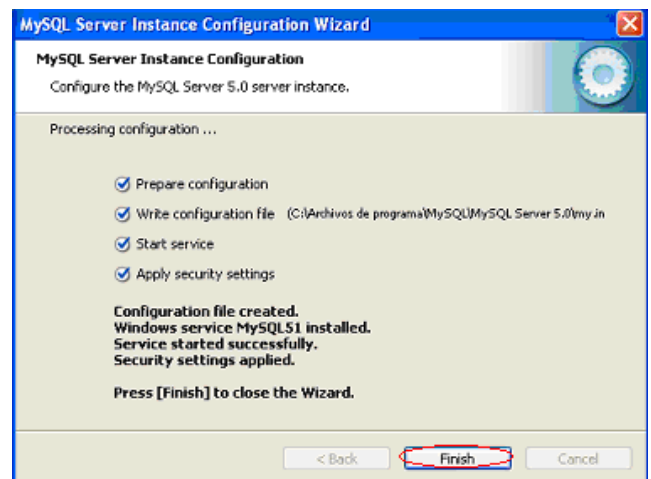 MySQL Server Instance Configuration Wizard
MySQL Server Instance Configuration
Configure the MySQL Server 5.0 server instance.
Processing configuration ...
Prepare configuration
Write configuration file (C:\Archivos de programa\MySQL\MySQL Server 5.0\my.in
Start service
Apply security settings
Configuration file created.
Windows service MySQL51 installed.
Service started successfully.
Security settings applied.
Press [Finish] to close the Wizard.
< Back Finish Cancel